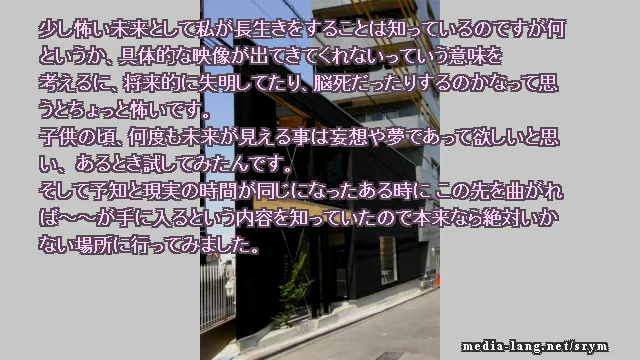 少し怖い未来として私が長生きをすることは知っているのですが何
というか、具体的な映像が出てきてくれないっていう意味を
考えるに、将来的に失明してたり、脳死だったりするのかなって思
うとちょっと怖いです。
子供の頃、何度も未来が見える事は妄想や夢であって欲しいと思
い、あるとき試してみたんです。
そして予知と現実の時間が同じになったある時に この先を曲がれ
ば～～が手に入るという内容を知っていたので本来なら絶対いか
ない場所に行ってみました。
media-lang.net/srym